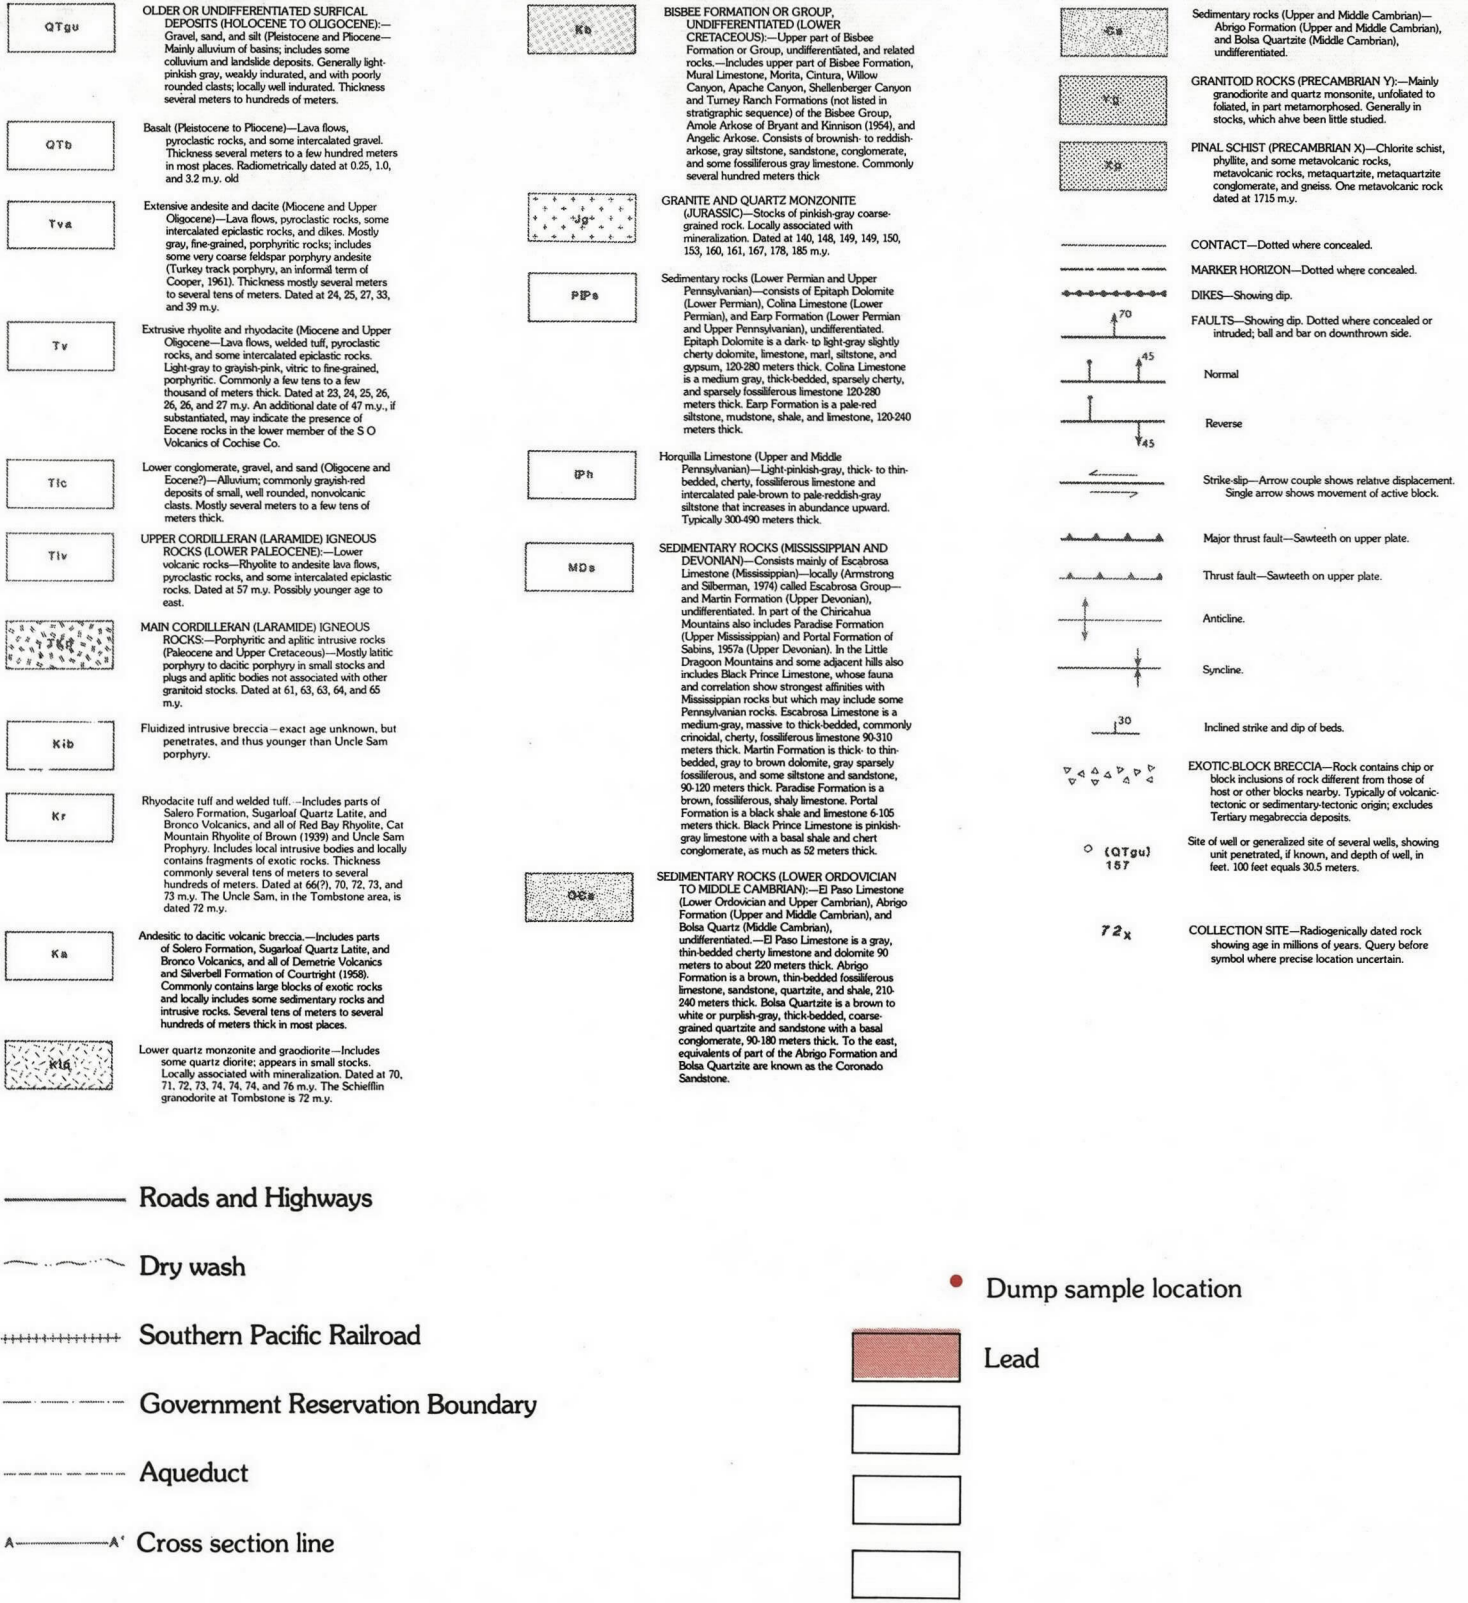 QTgu
OLDER OR UNDIFFERENTIATED SURFICAL
DEPOSITS (HOLOCENE TO OLIGOCENE):—
Gravel, sand, and silt (Pleistocene and Pliocene—
Mainly alluvium of basins; includes some
colluvium and landslide deposits. Generally light-
pinkish gray, weakly indurated, and with poorly
rounded clasts; locally well indurated. Thickness
several meters to hundreds of meters.
QTb
Basalt (Pleistocene to Pliocene)—Lava flows,
pyroclastic rocks, and some intercalated gravel.
Thickness several meters to a few hundred meters
in most places. Radiometrically dated at 0.25, 1.0,
and 3.2 m.y. old
Tva
Extensive andesite and dacite (Miocene and Upper
Oligocene)—Lava flows, pyroclastic rocks, some
intercalated epiclastic rocks, and dikes. Mostly
gray, fine-grained, porphyritic rocks; includes
some very coarse feldspar porphyry andesite
(Turkey track porphyry, an informal term of
Cooper, 1961). Thickness mostly several meters
to several tens of meters. Dated at 24, 25, 27, 33,
and 39 m.y.
Tv
Extrusive rhyolite and rhyodacite (Miocene and Upper
Oligocene—Lava flows, welded tuff, pyroclastic
rocks, and some intercalated epiclastic rocks.
Light-gray to grayish-pink, vitric to fine-grained,
porphyritic. Commonly a few tens to a few
thousand of meters thick. Dated at 23, 24, 25, 26,
26, 26, and 27 m.y. An additional date of 47 m.y., if
substantiated, may indicate the presence of
Eocene rocks in the lower member of the S O
Volcanics of Cochise Co.
Tlc
Lower conglomerate, gravel, and sand (Oligocene and
Eocene?)—Alluvium; commonly grayish-red
deposits of small, well rounded, nonvolcanic
clasts. Mostly several meters to a few tens of
meters thick.
Tlv
UPPER CORDILLERAN (LARAMIDE) IGNEOUS
ROCKS (LOWER PALEOCENE):—Lower
volcanic rocks—Rhyolite to andesite lava flows,
pyroclastic rocks, and some intercalated epiclastic
rocks. Dated at 57 m.y. Possibly younger age to
east.
MAIN CORDILLERAN (LARAMIDE) IGNEOUS
ROCKS:—Porphyritic and aplitic intrusive rocks
(Paleocene and Upper Cretaceous)—Mostly latitic
porphyry to dacitic porphyry in small stocks and
plugs and aplitic bodies not associated with other
granitoid stocks. Dated at 61, 63, 63, 64, and 65
m.y.
Kib
Fluidized intrusive breccia—exact age unknown, but
penetrates, and thus younger than Uncle Sam
porphyry.
Kr
Rhyodacite tuff and welded tuff.—Includes parts of
Salero Formation, Sugarloaf Quartz Latite, and
Bronco Volcanics, and all of Red Bay Rhyolite, Cat
Mountain Rhyolite of Brown (1939) and Uncle Sam
Prophyry. Includes local intrusive bodies and locally
contains fragments of exotic rocks. Thickness
commonly several tens of meters to several
hundreds of meters. Dated at 66(?), 70, 72, 73, and
73 m.y. The Uncle Sam, in the Tombstone area, is
dated 72 m.y.
Ka
Andesitic to dacitic volcanic breccia.—Includes parts
of Solero Formation, Sugarloaf Quartz Latite, and
Bronco Volcanics, and all of Demetrie Volcanics
and Silverbell Formation of Courtright (1958).
Commonly contains large blocks of exotic rocks
and locally includes some sedimentary rocks and
intrusive rocks. Several tens of meters to several
hundreds of meters thick in most places.
Lower quartz monzonite and graodiorite—Includes
some quartz diorite; appears in small stocks.
Locally associated with mineralization. Dated at 70,
71, 72, 73, 74, 74, 74, and 76 m.y. The Schiefflin
granodorite at Tombstone is 72 m.y.
Kb
BISBEE FORMATION OR GROUP,
UNDIFFERENTIATED (LOWER
CRETACEOUS):—Upper part of Bisbee
Formation or Group, undifferentiated, and related
rocks.—Includes upper part of Bisbee Formation,
Mural Limestone, Morita, Cintura, Willow
Canyon, Apache Canyon, Shellenberger Canyon
and Turney Ranch Formations (not listed in
stratigraphic sequence) of the Bisbee Group,
Amole Arkose of Bryant and Kinnison (1954), and
Angelic Arkose. Consists of brownish- to reddish-
arkose, gray siltstone, sandstone, conglomerate,
and some fossiliferous gray limestone. Commonly
several hundred meters thick
Jg
GRANITE AND QUARTZ MONZONITE
(JURASSIC)—Stocks of pinkish-gray coarse-
grained rock. Locally associated with
mineralization. Dated at 140, 148, 149, 149, 150,
153, 160, 161, 167, 178, 185 m.y.
PIPs
Sedimentary rocks (Lower Permian and Upper
Pennsylvanian)—consists of Epitaph Dolomite
(Lower Permian), Colina Limestone (Lower
Permian), and Earp Formation (Lower Permian
and Upper Pennsylvanian), undifferentiated.
Epitaph Dolomite is a dark- to light-gray slightly
cherty dolomite, limestone, marl, siltstone, and
gypsum, 120-280 meters thick. Colina Limestone
is a medium gray, thick-bedded, sparsely cherty,
and sparsely fossiliferous limestone 120-280
meters thick. Earp Formation is a pale-red
siltstone, mudstone, shale, and limestone, 120-240
meters thick.
IPh
Horquilla Limestone (Upper and Middle
Pennsylvanian)—Light-pinkish-gray, thick- to thin-
bedded, cherty, fossiliferous limestone and
intercalated pale-brown to pale-reddish-gray
siltstone that increases in abundance upward.
Typically 300-490 meters thick.
MDs
SEDIMENTARY ROCKS (MISSISSIPPIAN AND
DEVONIAN)—Consists mainly of Escabrosa
Limestone (Mississippian)—locally (Armstrong
and Silberman, 1974) called Escabrosa Group—
and Martin Formation (Upper Devonian),
undifferentiated. In part of the Chiricahua
Mountains also includes Paradise Formation
(Upper Mississippian) and Portal Formation of
Sabins, 1957a (Upper Devonian). In the Little
Dragoon Mountains and some adjacent hills also
includes Black Prince Limestone, whose fauna
and correlation show strongest affinities with
Mississippian rocks but which may include some
Pennsylvanian rocks. Escabrosa Limestone is a
medium-gray, massive to thick-bedded, commonly
crinoidal, cherty, fossiliferous limestone 90-310
meters thick. Martin Formation is thick- to thin-
bedded, gray to brown dolomite, gray sparsely
fossiliferous, and some siltstone and sandstone,
90-120 meters thick. Paradise Formation is a
brown, fossiliferous, shaly limestone. Portal
Formation is a black shale and limestone 6-105
meters thick. Black Prince Limestone is pinkish-
gray limestone with a basal shale and chert
conglomerate, as much as 52 meters thick.
OCs
SEDIMENTARY ROCKS (LOWER ORDOVICIAN
TO MIDDLE CAMBRIAN):—El Paso Limestone
(Lower Ordovician and Upper Cambrian), Abrigo
Formation (Upper and Middle Cambrian), and
Bolsa Quartz (Middle Cambrian),
undifferentiated.—El Paso Limestone is a gray,
thin-bedded cherty limestone and dolomite 90
meters to about 220 meters thick. Abrigo
Formation is a brown, thin-bedded fossiliferous
limestone, sandstone, quartzite, and shale, 210-
240 meters thick. Bolsa Quartzite is a brown to
white or purplish-gray, thick-bedded, coarse-
grained quartzite and sandstone with a basal
conglomerate, 90-180 meters thick. To the east,
equivalents of part of the Abrigo Formation and
Bolsa Quartzite are known as the Coronado
Sandstone.
Cs
Sedimentary rocks (Upper and Middle Cambrian)—
Abrigo Formation (Upper and Middle Cambrian),
and Bolsa Quartzite (Middle Cambrian),
undifferentiated.
Yg
GRANITOID ROCKS (PRECAMBRIAN Y):—Mainly
granodiorite and quartz monsonite, unfoliated to
foliated, in part metamorphosed. Generally in
stocks, which ahve been little studied.
Xp
PINAL SCHIST (PRECAMBRIAN X)—Chlorite schist,
phyllite, and some metavolcanic rocks,
metavolcanic rocks, metaquartzite, metaquartzite
conglomerate, and gneiss. One metavolcanic rock
dated at 1715 m.y.
CONTACT—Dotted where concealed.
MARKER HORIZON—Dotted where concealed.
DIKES—Showing dip.
70
FAULTS—Showing dip. Dotted where concealed or
intruded; ball and bar on downthrown side.
45
Normal
Reverse
45
Strike-slip—Arrow couple shows relative displacement.
Single arrow shows movement of active block.
Major thrust fault—Sawteeth on upper plate.
Thrust fault—Sawteeth on upper plate.
Anticline.
Syncline.
30
Inclined strike and dip of beds.
EXOTIC-BLOCK BRECCIA—Rock contains chip or
block inclusions of rock different from those of
host or other blocks nearby. Typically of volcanic-
tectonic or sedimentary-tectonic origin; excludes
Tertiary megabreccia deposits.
(QTgu)
157
Site of well or generalized site of several wells, showing
unit penetrated, if known, and depth of well, in
feet. 100 feet equals 30.5 meters.
72x
COLLECTION SITE—Radiogenically dated rock
showing age in millions of years. Query before
symbol where precise location uncertain.
Roads and Highways
Dry wash
Southern Pacific Railroad
Government Reservation Boundary
Aqueduct
A A' Cross section line
Dump sample location
Lead